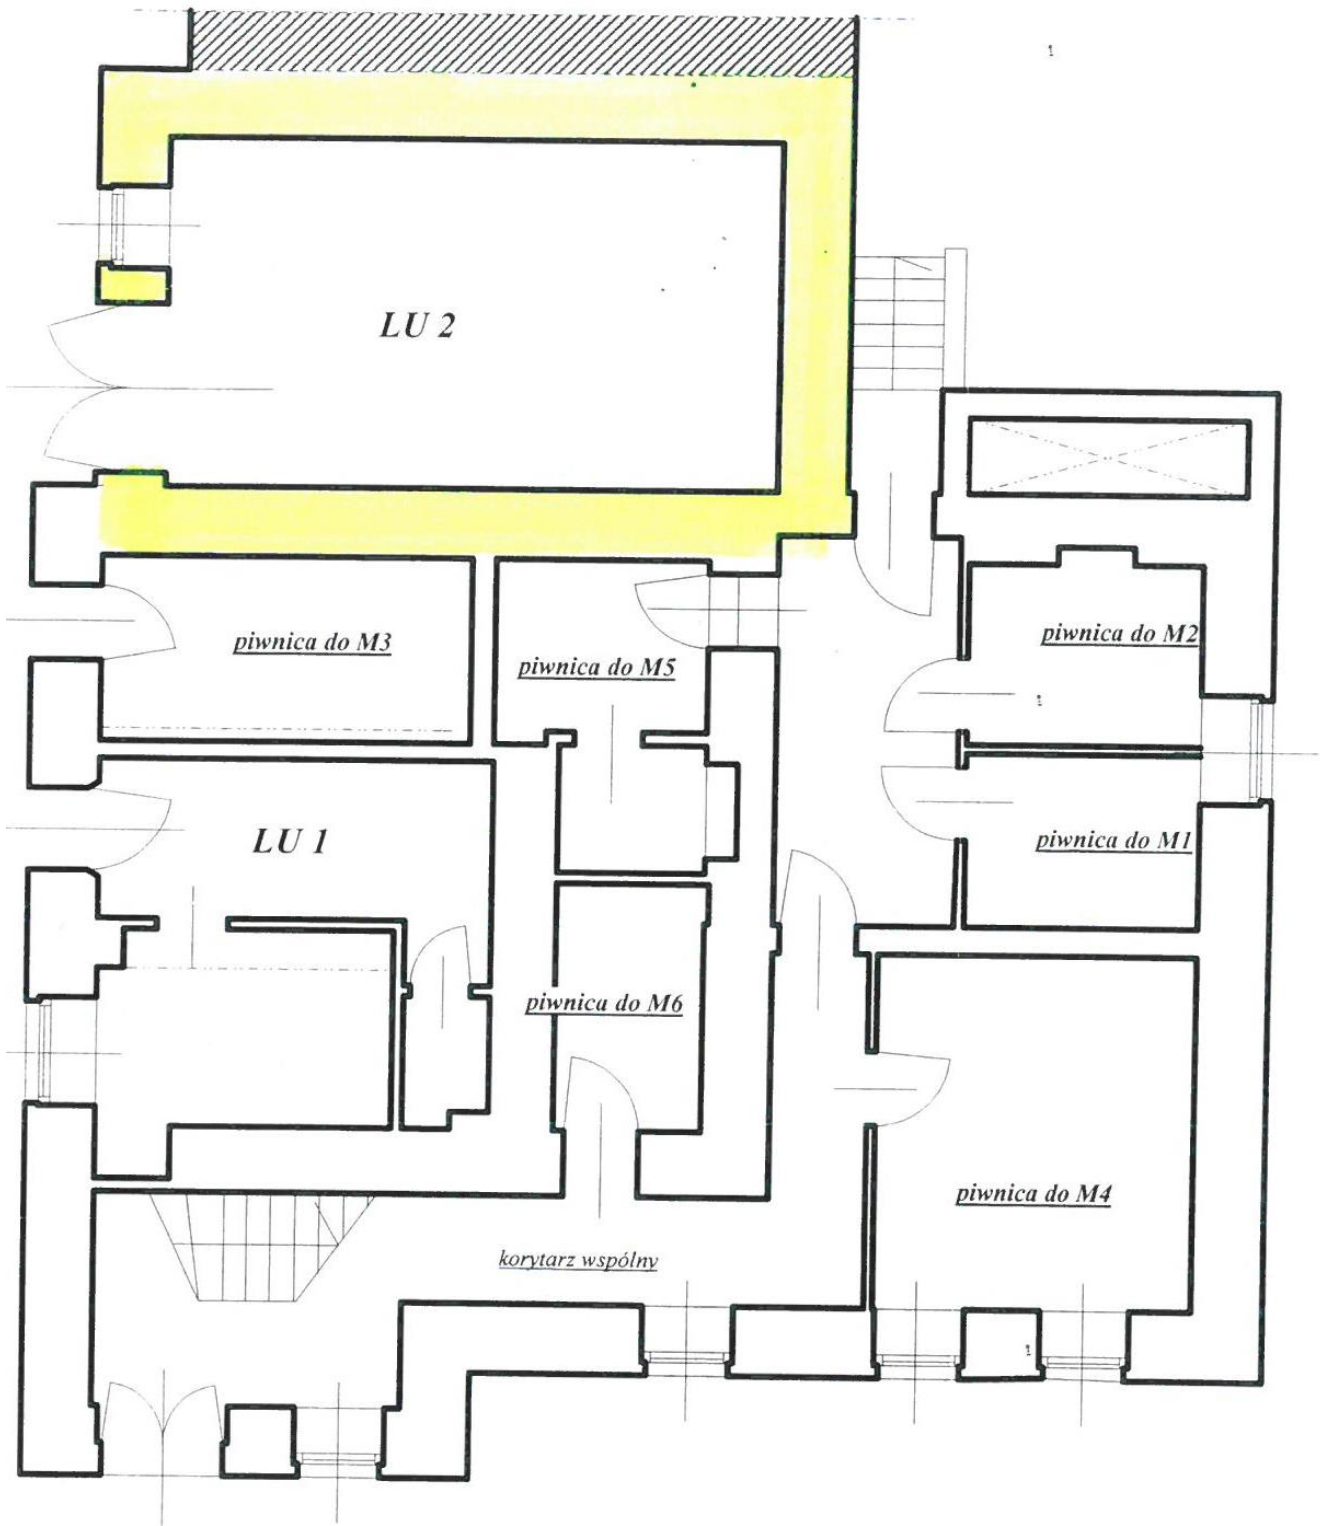 LU 2
piwnica do M3
piwnica do M5
piwnica do M2
LU 1
piwnica do M1
piwnica do M6
piwnica do M4
korytarz wspólny